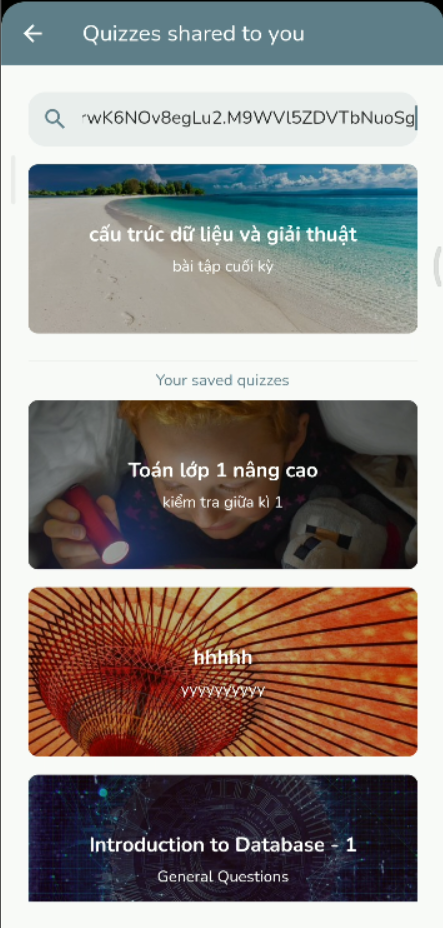 Quizzes shared to you
rwK6NOv8egLu2.M9WVl5ZDVTbNuoSg
cấu trúc dữ liệu và giải thuật
bài tập cuối kỳ
Your saved quizzes
Toán lớp 1 nâng cao
kiểm tra giữa kì 1
hhhhh
yyyyyyyyyy
Introduction to Database - 1
General Questions